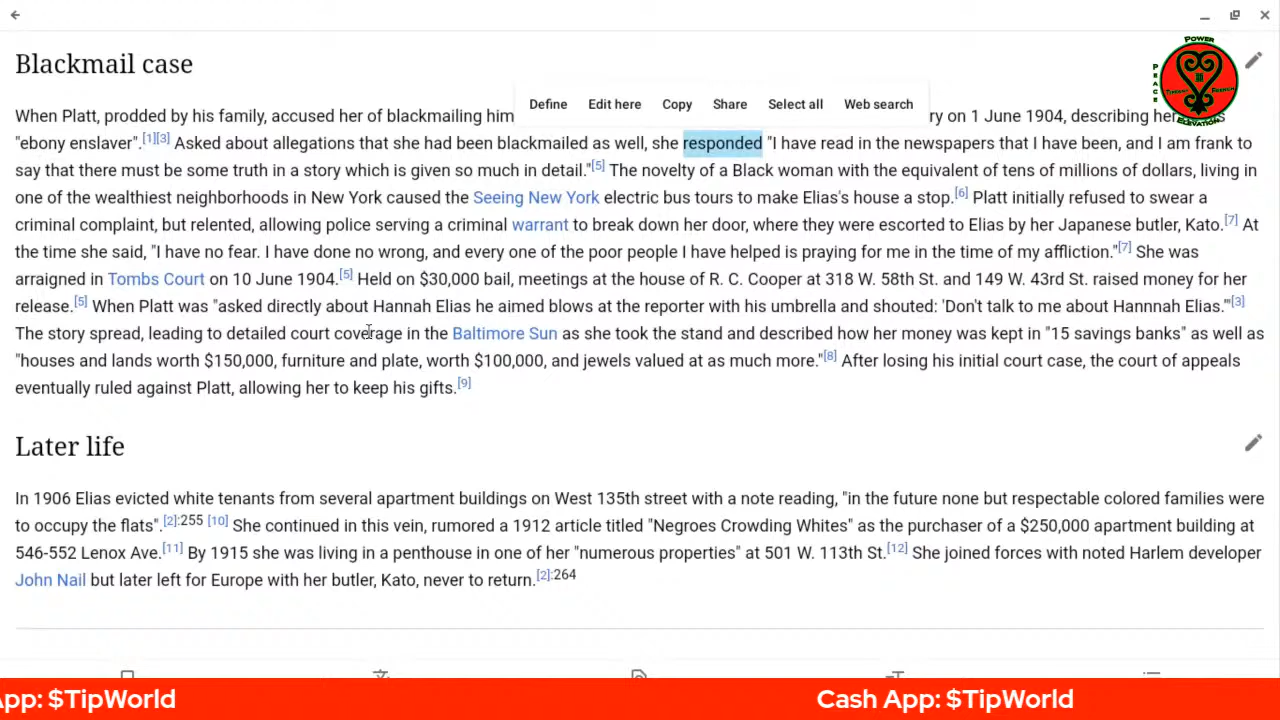 Blackmail case
When Platt, prodded by his family, accused her of blackmailing him
Define Edit here Copy Share Select all Web search
on 1 June 1904, describing her
"ebony enslaver".[1][3] Asked about allegations that she had been blackmailed as well, she responded "I have read in the newspapers that I have been, and I am frank to
say that there must be some truth in a story which is given so much in detail."[5] The novelty of a Black woman with the equivalent of tens of millions of dollars, living in
one of the wealthiest neighborhoods in New York caused the Seeing New York electric bus tours to make Elias's house a stop.[6] Platt initially refused to swear a
criminal complaint, but relented, allowing police serving a criminal warrant to break down her door, where they were escorted to Elias by her Japanese butler, Kato.[7] At
the time she said, "I have no fear. I have done no wrong, and every one of the poor people I have helped is praying for me in the time of my affliction."[7] She was
arraigned in Tombs Court on 10 June 1904.[5] Held on $30,000 bail, meetings at the house of R. C. Cooper at 318 W. 58th St. and 149 W. 43rd St. raised money for her
release.[5] When Platt was "asked directly about Hannah Elias he aimed blows at the reporter with his umbrella and shouted: 'Don't talk to me about Hannnah Elias.'"[3]
The story spread, leading to detailed court coverage in the Baltimore Sun as she took the stand and described how her money was kept in "15 savings banks" as well as
"houses and lands worth $150,000, furniture and plate, worth $100,000, and jewels valued at as much more."[8] After losing his initial court case, the court of appeals
eventually ruled against Platt, allowing her to keep his gifts.[9]
Later life
In 1906 Elias evicted white tenants from several apartment buildings on West 135th street with a note reading, "in the future none but respectable colored families were
to occupy the flats".[2]:255 [10] She continued in this vein, rumored a 1912 article titled "Negroes Crowding Whites" as the purchaser of a $250,000 apartment building at
546-552 Lenox Ave.[11] By 1915 she was living in a penthouse in one of her "numerous properties" at 501 W. 113th St.[12] She joined forces with noted Harlem developer
John Nail but later left for Europe with her butler, Kato, never to return.[2]:264
POWER
PEACE
ELEVATION
App: $TipWorld Cash App: $TipWorld